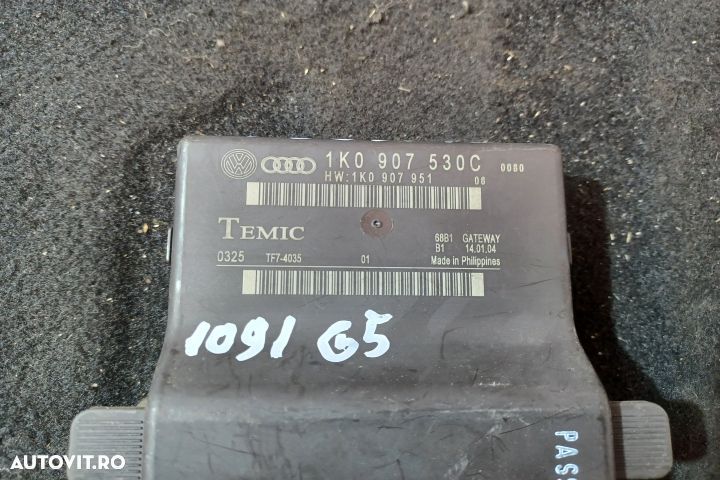 1K0 907 530C 0080
HW:1K0 907 951 06
TEMIC
68B1 GATEWAY
B1 14.01.04
0325 TF7-4035 01 Made in Philippines
1091 G5
PASS
AUTOVIT.RO